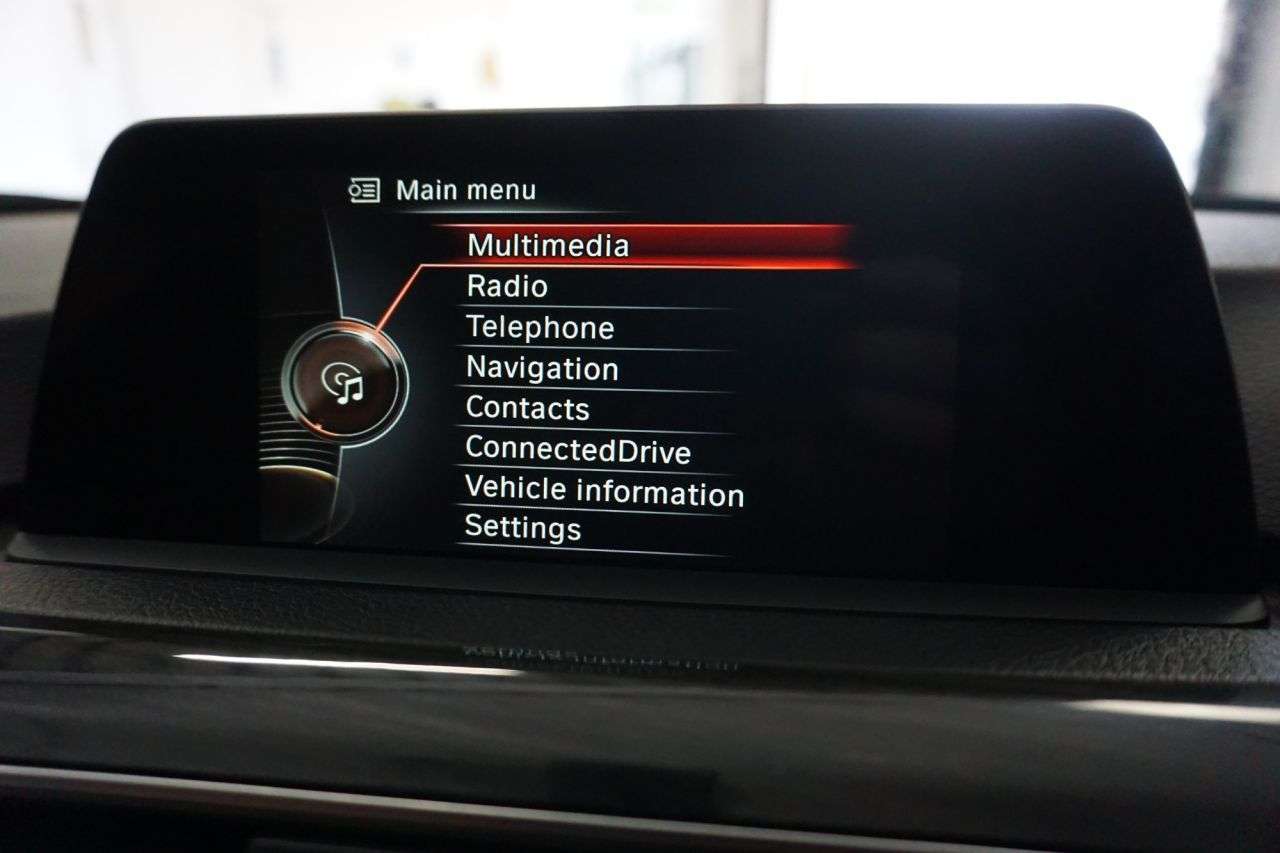 Main menu
Multimedia
Radio
Telephone
Navigation
Contacts
ConnectedDrive
Vehicle information
Settings